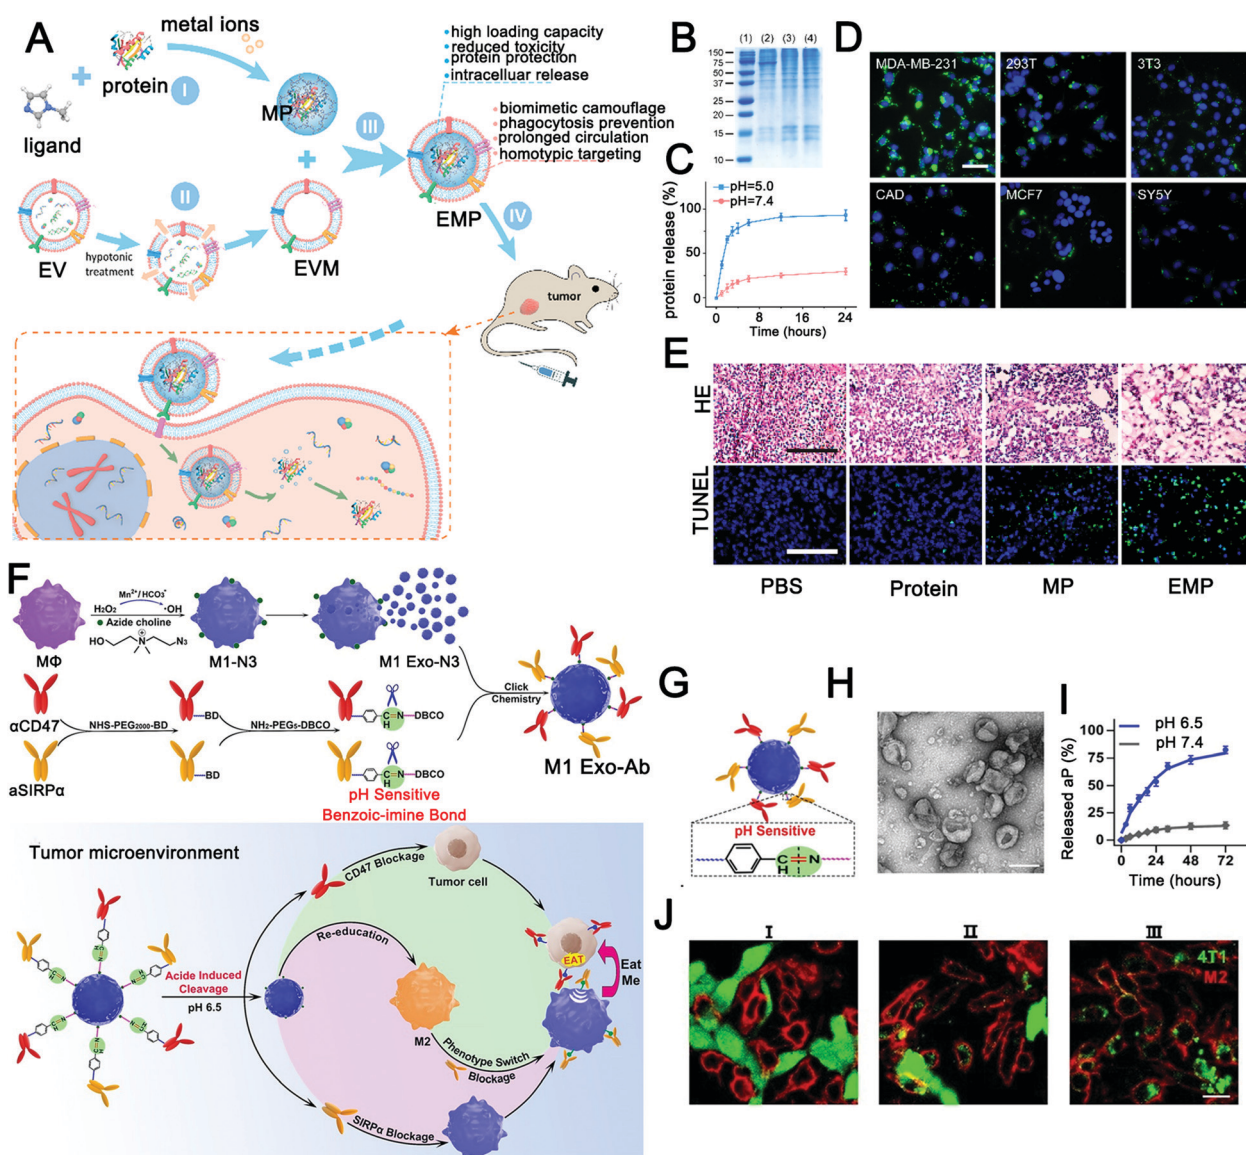 A
metal ions
protein
I
ligand
MP
III
high loading capacity
reduced toxicity
protein protection
intracelluar release
biomimetic camouflage
phagocytosis prevention
prolonged circulation
homotypic targeting
EMP
II
EV
hypotonic
treatment
EVM
IV
tumor
B
(1) (2) (3) (4)
150
75
50
37
25
20
15
10
C
pH=5.0
pH=7.4
protein release (%)
100
75
50
25
0
0 6 12 18 24
Time (hours)
D
MDA-MB-231
293T
3T3
CAD
MCF7
SY5Y
E
HE
TUNEL
PBS
Protein
MP
EMP
F
Mn²⁺/ HCO₃⁻
H₂O₂
·OH
Azide choline
HO
N
N₃
MΦ
M1-N3
M1 Exo-N3
αCD47
aSIRPα
NHS-PEG₂₀₀₀-BD
BD
BD
NH₂-PEG₅-DBCO
C
H
N
DBCO
C
H
N
DBCO
pH Sensitive
Benzoic-imine Bond
Click
Chemistry
M1 Exo-Ab
Tumor microenvironment
Acide Induced
Cleavage
pH 6.5
CD47 Blockage
Tumor cell
Re-education
M2
Phenotype Switch
Blockage
SIRPα Blockage
EAT
Eat
Me
G
pH Sensitive
C
H
N
H
I
pH 6.5
pH 7.4
Released aP (%)
100
75
50
25
0
0 24 48 72
Time (hours)
J
I
II
III
4T1
M2